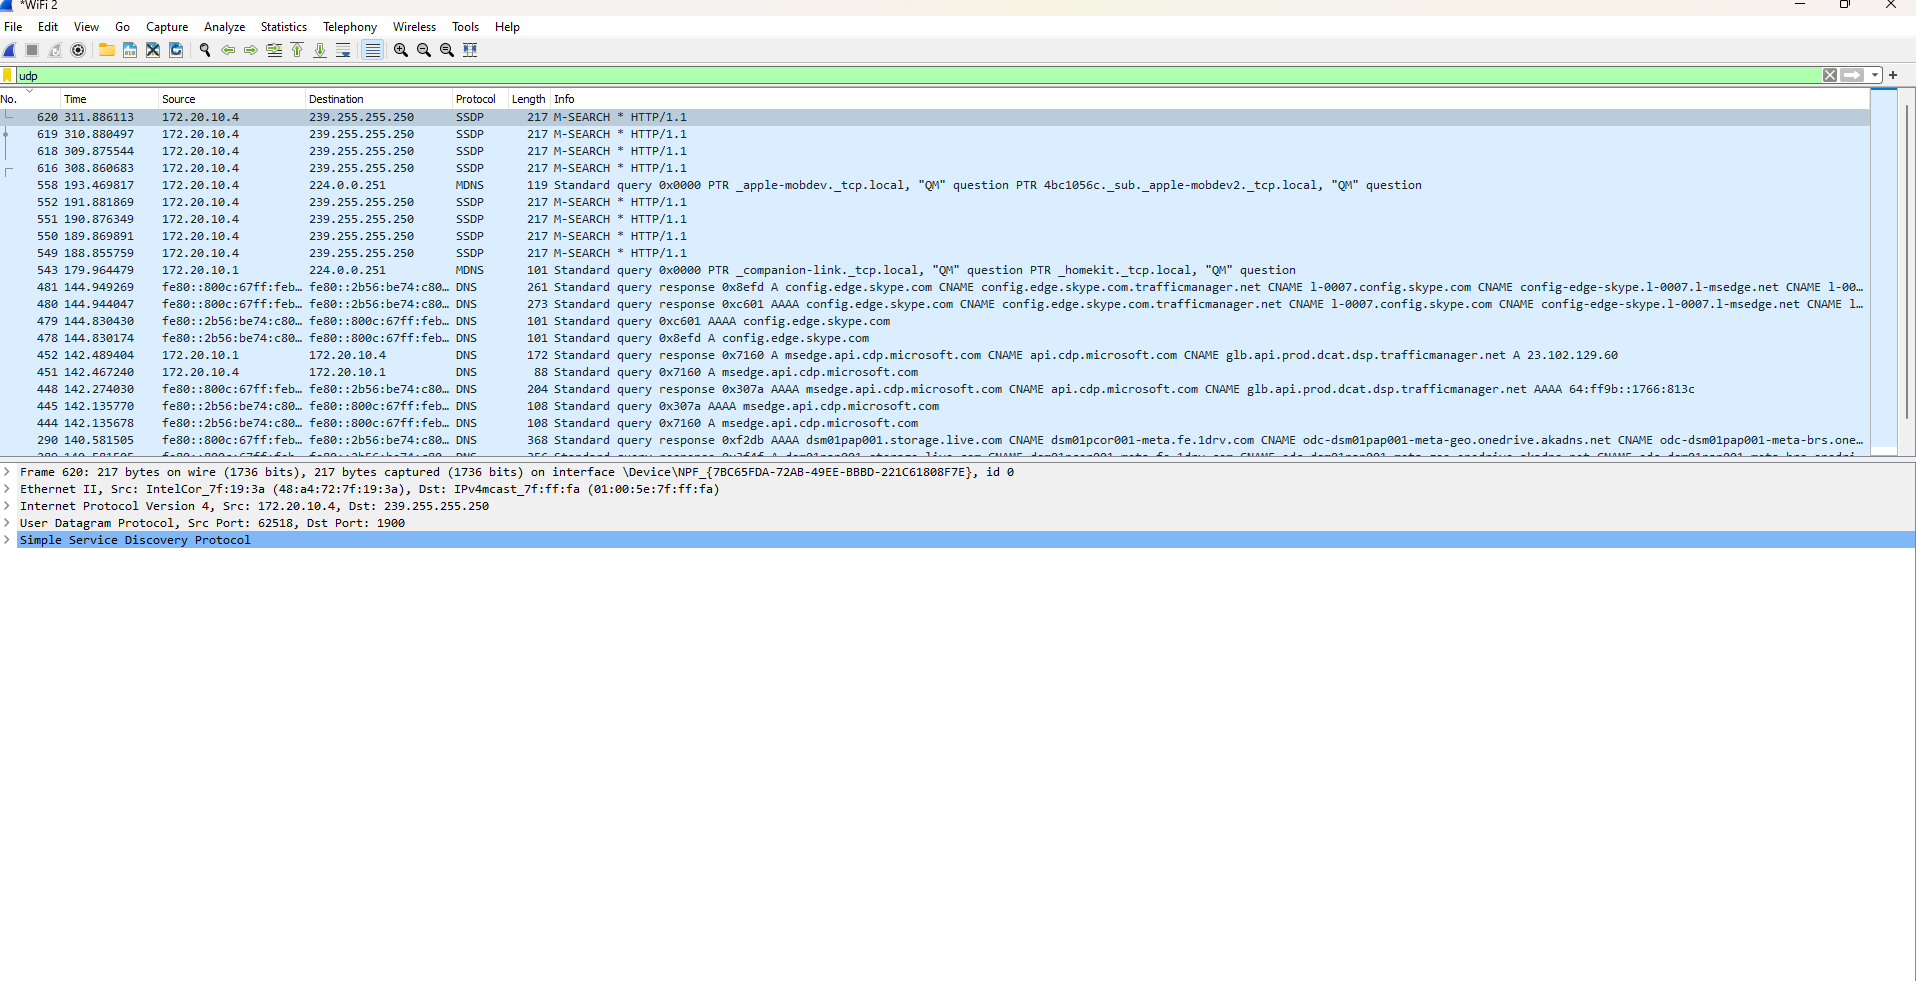 *WiFi 2
File Edit View Go Capture Analyze Statistics Telephony Wireless Tools Help
udp
No. Time Source Destination Protocol Length Info
620 311.886113 172.20.10.4 239.255.255.250 SSDP 217 M-SEARCH * HTTP/1.1
619 310.880497 172.20.10.4 239.255.255.250 SSDP 217 M-SEARCH * HTTP/1.1
618 309.875544 172.20.10.4 239.255.255.250 SSDP 217 M-SEARCH * HTTP/1.1
616 308.860683 172.20.10.4 239.255.255.250 SSDP 217 M-SEARCH * HTTP/1.1
558 193.469817 172.20.10.4 224.0.0.251 MDNS 119 Standard query 0x0000 PTR _apple-mobdev._tcp.local, "QM" question PTR 4bc1056c._sub._apple-mobdev2._tcp.local, "QM" question
552 191.881869 172.20.10.4 239.255.255.250 SSDP 217 M-SEARCH * HTTP/1.1
551 190.876349 172.20.10.4 239.255.255.250 SSDP 217 M-SEARCH * HTTP/1.1
550 189.869891 172.20.10.4 239.255.255.250 SSDP 217 M-SEARCH * HTTP/1.1
549 188.855759 172.20.10.4 239.255.255.250 SSDP 217 M-SEARCH * HTTP/1.1
543 179.964479 172.20.10.1 224.0.0.251 MDNS 101 Standard query 0x0000 PTR _companion-link._tcp.local, "QM" question PTR _homekit._tcp.local, "QM" question
481 144.949269 fe80::800c:67ff:feb… fe80::2b56:be74:c80… DNS 261 Standard query response 0x8efd A config.edge.skype.com CNAME config.edge.skype.com.trafficmanager.net CNAME l-0007.config.skype.com CNAME config-edge-skype.l-0007.l-msedge.net CNAME l-00…
480 144.944047 fe80::800c:67ff:feb… fe80::2b56:be74:c80… DNS 273 Standard query response 0xc601 AAAA config.edge.skype.com CNAME config.edge.skype.com.trafficmanager.net CNAME l-0007.config.skype.com CNAME config-edge-skype.l-0007.l-msedge.net CNAME l…
479 144.830430 fe80::2b56:be74:c80… fe80::800c:67ff:feb… DNS 101 Standard query 0xc601 AAAA config.edge.skype.com
478 144.830174 fe80::2b56:be74:c80… fe80::800c:67ff:feb… DNS 101 Standard query 0x8efd A config.edge.skype.com
452 142.489404 172.20.10.1 172.20.10.4 DNS 172 Standard query response 0x7160 A msedge.api.cdp.microsoft.com CNAME api.cdp.microsoft.com CNAME glb.api.prod.dcat.dsp.trafficmanager.net A 23.102.129.60
451 142.467240 172.20.10.4 172.20.10.1 DNS 88 Standard query 0x7160 A msedge.api.cdp.microsoft.com
448 142.274030 fe80::800c:67ff:feb… fe80::2b56:be74:c80… DNS 204 Standard query response 0x307a AAAA msedge.api.cdp.microsoft.com CNAME api.cdp.microsoft.com CNAME glb.api.prod.dcat.dsp.trafficmanager.net AAAA 64:ff9b::1766:813c
445 142.135770 fe80::2b56:be74:c80… fe80::800c:67ff:feb… DNS 108 Standard query 0x307a AAAA msedge.api.cdp.microsoft.com
444 142.135678 fe80::2b56:be74:c80… fe80::800c:67ff:feb… DNS 108 Standard query 0x7160 A msedge.api.cdp.microsoft.com
290 140.581505 fe80::800c:67ff:feb… fe80::2b56:be74:c80… DNS 368 Standard query response 0xf2db AAAA dsm01pap001.storage.live.com CNAME dsm01pcor001-meta.fe.1drv.com CNAME odc-dsm01pap001-meta-geo.onedrive.akadns.net CNAME odc-dsm01pap001-meta-brs.one…
Frame 620: 217 bytes on wire (1736 bits), 217 bytes captured (1736 bits) on interface \Device\NPF_{7BC65FDA-72AB-49EE-BBBD-221C61808F7E}, id 0
Ethernet II, Src: IntelCor_7f:19:3a (48:a4:72:7f:19:3a), Dst: IPv4mcast_7f:ff:fa (01:00:5e:7f:ff:fa)
Internet Protocol Version 4, Src: 172.20.10.4, Dst: 239.255.255.250
User Datagram Protocol, Src Port: 62518, Dst Port: 1900
Simple Service Discovery Protocol